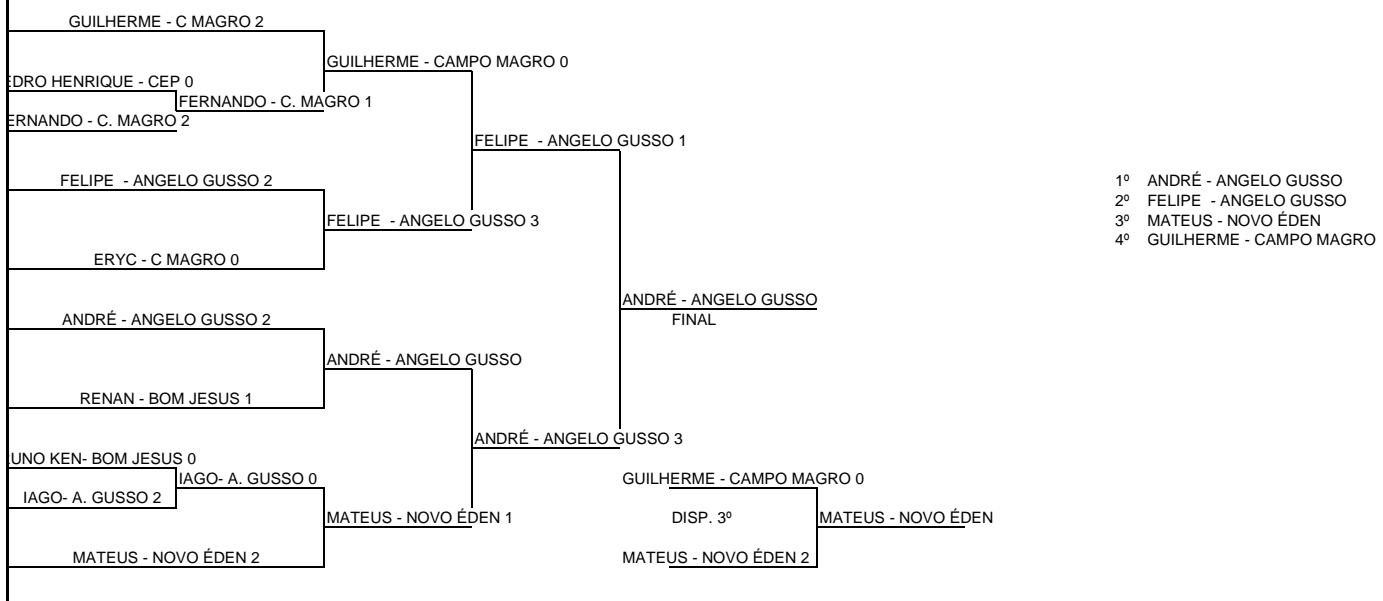 GUILHERME - C MAGRO 2
GUILHERME - CAMPO MAGRO 0
EDRO HENRIQUE - CEP 0
FERNANDO - C. MAGRO 1
ERNANDO - C. MAGRO 2
FELIPE - ANGELO GUSSO 1
FELIPE - ANGELO GUSSO 2
FELIPE - ANGELO GUSSO 3
ERYC - C MAGRO 0
ANDRÉ - ANGELO GUSSO
FINAL
ANDRÉ - ANGELO GUSSO 2
ANDRÉ - ANGELO GUSSO
RENAN - BOM JESUS 1
ANDRÉ - ANGELO GUSSO 3
UNO KEN- BOM JESUS 0
IAGO- A. GUSSO 0
IAGO- A. GUSSO 2
MATEUS - NOVO ÉDEN 1
MATEUS - NOVO ÉDEN 2
GUILHERME - CAMPO MAGRO 0
DISP. 3º
MATEUS - NOVO ÉDEN
MATEUS - NOVO ÉDEN 2
1º ANDRÉ - ANGELO GUSSO
2º FELIPE - ANGELO GUSSO
3º MATEUS - NOVO ÉDEN
4º GUILHERME - CAMPO MAGRO